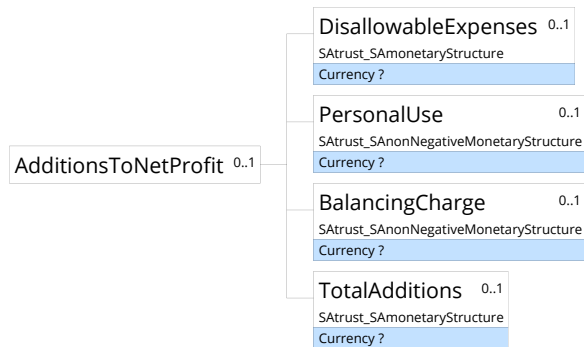 DisallowableExpenses 0..1
SAtrust_SAmonetaryStructure
Currency ?
PersonalUse 0..1
SAtrust_SAnonNegativeMonetaryStructure
Currency ?
AdditionsToNetProfit 0..1
BalancingCharge 0..1
SAtrust_SAnonNegativeMonetaryStructure
Currency ?
TotalAdditions 0..1
SAtrust_SAmonetaryStructure
Currency ?